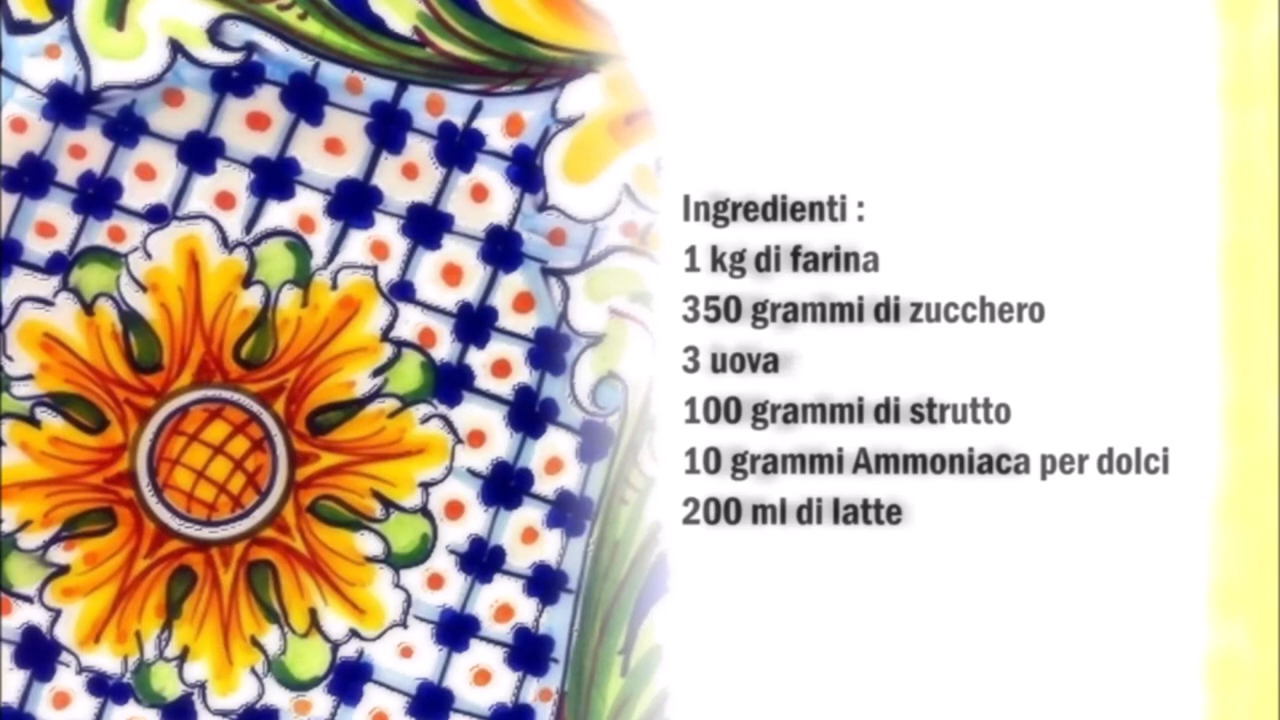 Ingredienti :
1 kg di farina
350 grammi di zucchero
3 uova
100 grammi di strutto
10 grammi Ammoniaca per dolci
200 ml di latte